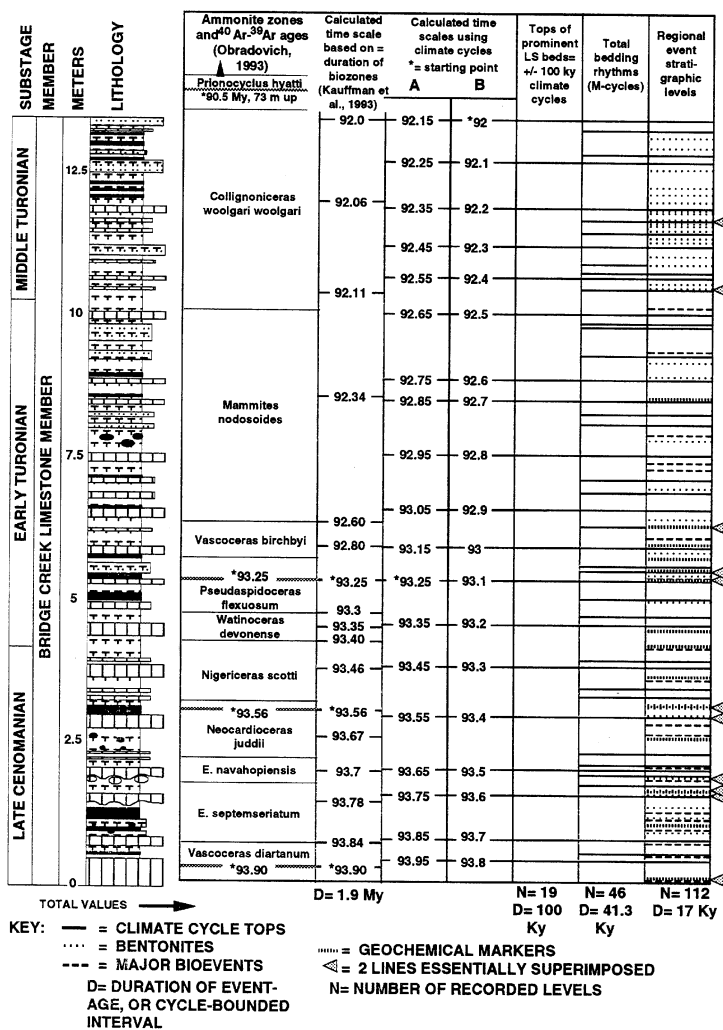 SUBSTAGE
MEMBER
METERS
LITHOLOGY
Ammonite zones
and 40 Ar-39Ar ages
(Obradovich,
1993)
Prionocyclus hyatti
*90.5 My, 73 m up
Calculated
time scale
based on =
duration of
biozones
(Kauffman et
al., 1993)
Calculated time
scales using
climate cycles
*= starting point
A
B
Tops of
prominent
LS beds=
+/- 100 ky
climate
cycles
Total
bedding
rhythms
(M-cycles)
Regional
event
strati-
graphic
levels
MIDDLE TURONIAN
EARLY TURONIAN
LATE CENOMANIAN
BRIDGE CREEK LIMESTONE MEMBER
12.5
10
7.5
5
2.5
0
Collignoniceras
woolgari woolgari
Mammites
nodosoides
Vascoceras birchbyi
*93.25
Pseudaspidoceras
flexuosum
Watinoceras
devonense
Nigericeras scotti
*93.56
Neocardioceras
juddii
E. navahopiensis
E. septemseriatum
Vascoceras diartanum
*93.90
92.0
92.06
92.11
92.34
92.60
92.80
*93.25
93.3
93.35
93.40
93.46
*93.56
93.67
93.7
93.78
93.84
*93.90
92.15
92.25
92.35
92.45
92.55
92.65
92.75
92.85
92.95
93.05
93.15
*93.25
93.35
93.45
93.55
93.65
93.75
93.85
93.95
*92
92.1
92.2
92.3
92.4
92.5
92.6
92.7
92.8
92.9
93
93.1
93.2
93.3
93.4
93.5
93.6
93.7
93.8
TOTAL VALUES
D= 1.9 My
N= 19
D= 100
Ky
N= 46
D= 41.3
Ky
N= 112
D= 17 Ky
KEY:
= CLIMATE CYCLE TOPS
= BENTONITES
= MAJOR BIOEVENTS
D= DURATION OF EVENT-
AGE, OR CYCLE-BOUNDED
INTERVAL
= GEOCHEMICAL MARKERS
= 2 LINES ESSENTIALLY SUPERIMPOSED
N= NUMBER OF RECORDED LEVELS